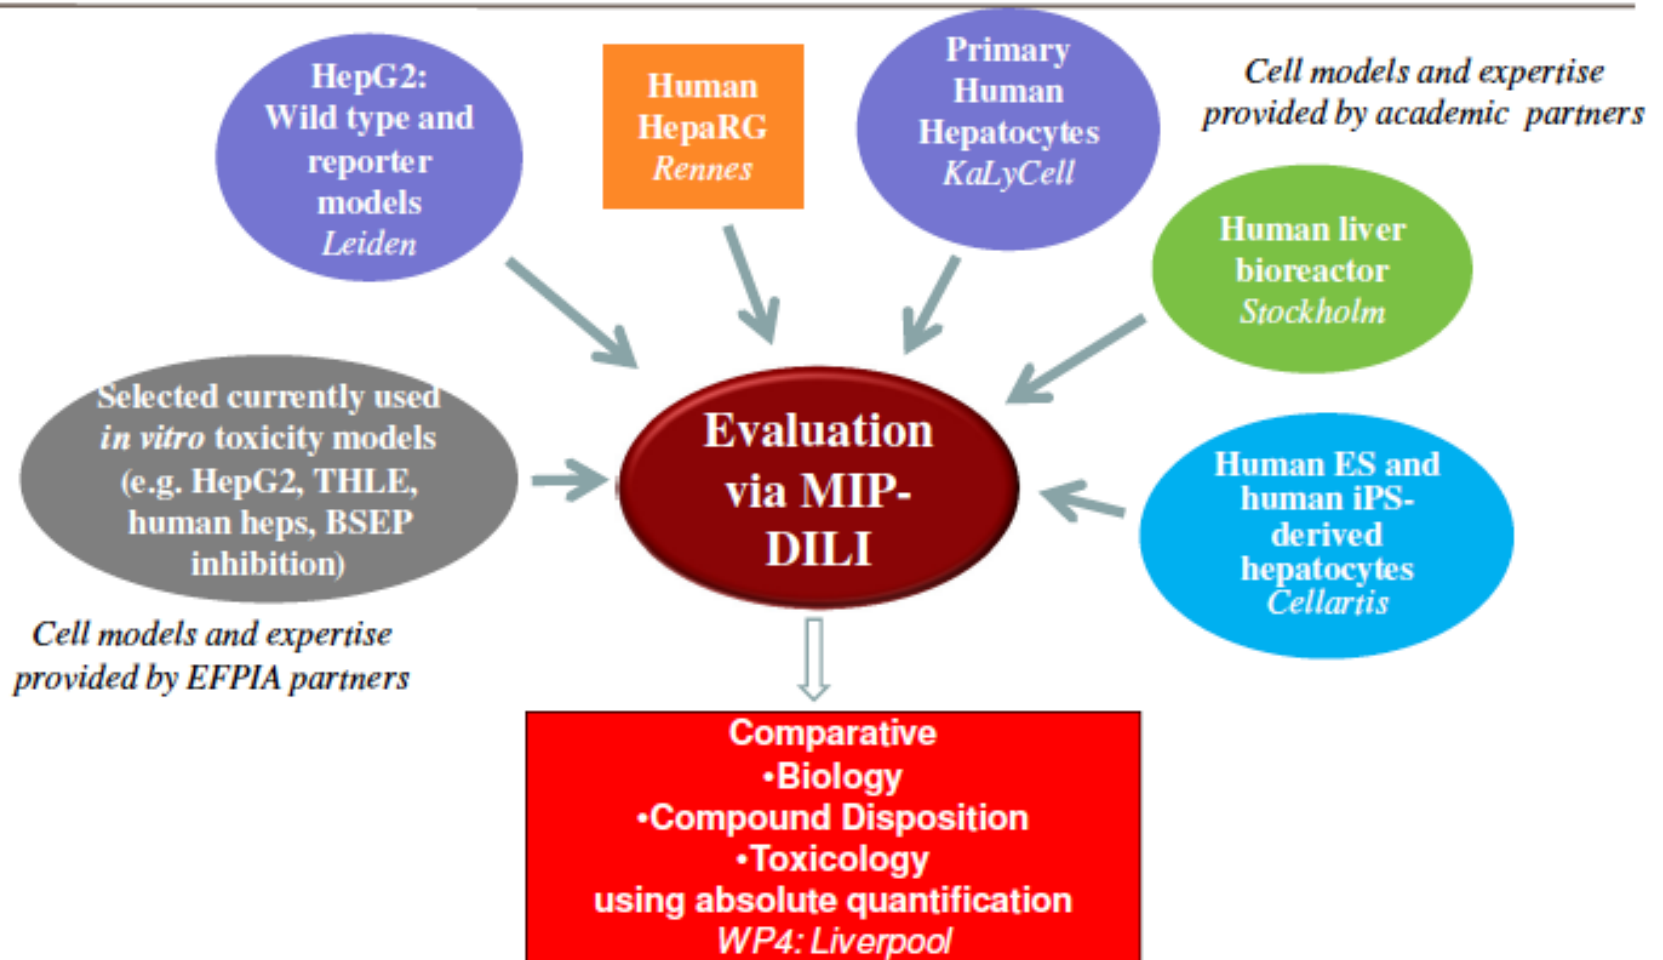 HepG2:
Wild type and
reporter
models
Leiden
Human
HepaRG
Rennes
Primary
Human
Hepatocytes
KaLyCell
Cell models and expertise
provided by academic partners
Human liver
bioreactor
Stockholm
Selected currently used
in vitro toxicity models
(e.g. HepG2, THLE,
human heps, BSEP
inhibition)
Evaluation
via MIP-
DILI
Human ES and
human iPS-
derived
hepatocytes
Cellartis
Cell models and expertise
provided by EFPIA partners
Comparative
•Biology
•Compound Disposition
•Toxicology
using absolute quantification
WP4: Liverpool